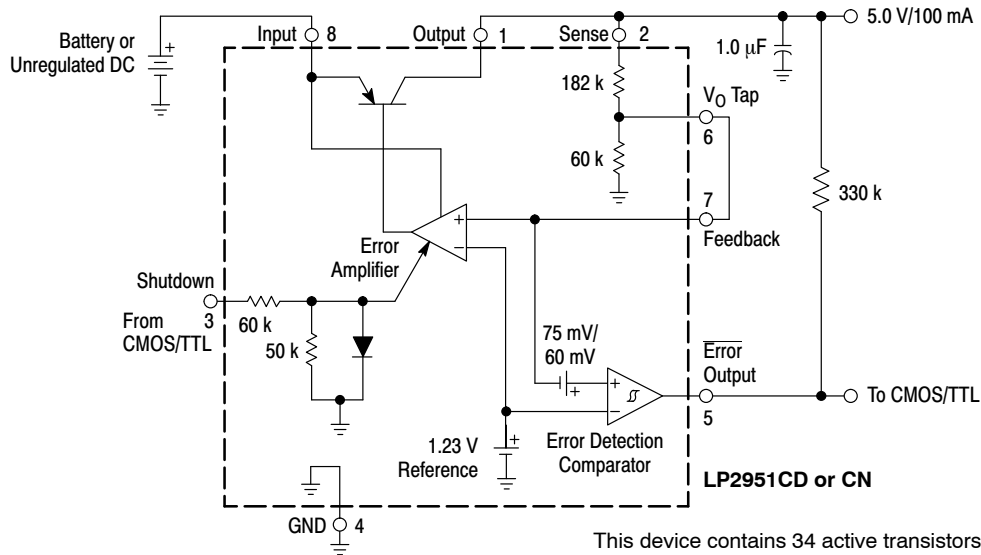 Battery or
Unregulated DC
+
Input 8
Output 1
Sense 2
5.0 V/100 mA
1.0 μF
182 k
V_O Tap
6
60 k
330 k
7
Feedback
+
−
Error
Amplifier
Shutdown
3
From
CMOS/TTL
60 k
50 k
75 mV/
60 mV
+
+
−
Error
Output
5
To CMOS/TTL
1.23 V
Reference
+
Error Detection
Comparator
LP2951CD or CN
GND 4
This device contains 34 active transistors